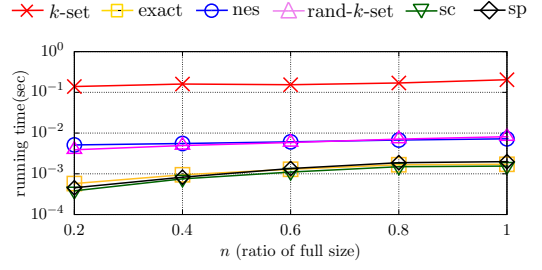 k-set exact nes rand-k-set sc sp
10^0
10^{-1}
10^{-2}
10^{-3}
10^{-4}
running time(sec)
0.2 0.4 0.6 0.8 1
n (ratio of full size)